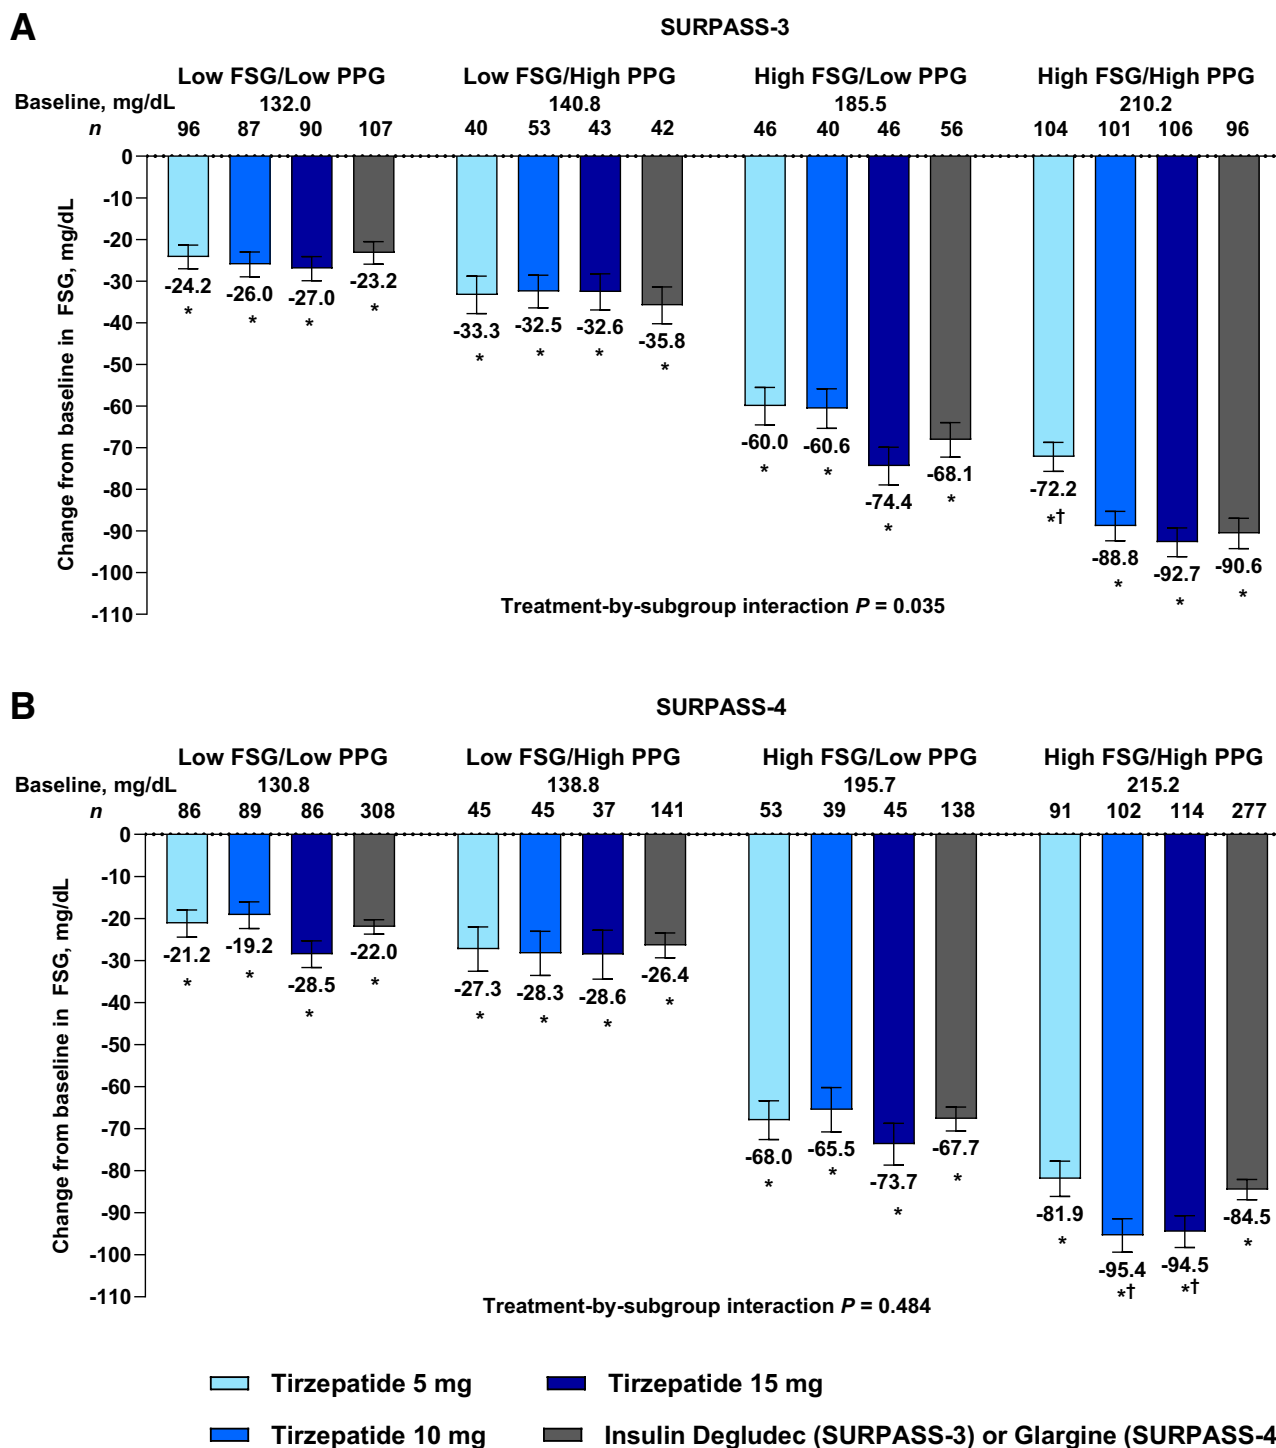 A
SURPASS-3
Low FSG/Low PPG Low FSG/High PPG High FSG/Low PPG High FSG/High PPG
Baseline, mg/dL 132.0 140.8 185.5 210.2
n 96 87 90 107 40 53 43 42 46 40 46 56 104 101 106 96
Change from baseline in FSG, mg/dL
0
-10
-20
-30
-40
-50
-60
-70
-80
-90
-100
-110
-24.2 -26.0 -27.0 -23.2
* * * *
-33.3 -32.5 -32.6 -35.8
* * * *
-60.0 -60.6 -74.4 -68.1
* * * *
-72.2 -88.8 -92.7 -90.6
*† * * *
Treatment-by-subgroup interaction P = 0.035
B
SURPASS-4
Low FSG/Low PPG Low FSG/High PPG High FSG/Low PPG High FSG/High PPG
Baseline, mg/dL 130.8 138.8 195.7 215.2
n 86 89 86 308 45 45 37 141 53 39 45 138 91 102 114 277
Change from baseline in FSG, mg/dL
0
-10
-20
-30
-40
-50
-60
-70
-80
-90
-100
-110
-21.2 -19.2 -28.5 -22.0
* * * *
-27.3 -28.3 -28.6 -26.4
* * * *
-68.0 -65.5 -73.7 -67.7
* * * *
-81.9 -95.4 -94.5 -84.5
* *† *† *
Treatment-by-subgroup interaction P = 0.484
Tirzepatide 5 mg Tirzepatide 15 mg
Tirzepatide 10 mg Insulin Degludec (SURPASS-3) or Glargine (SURPASS-4